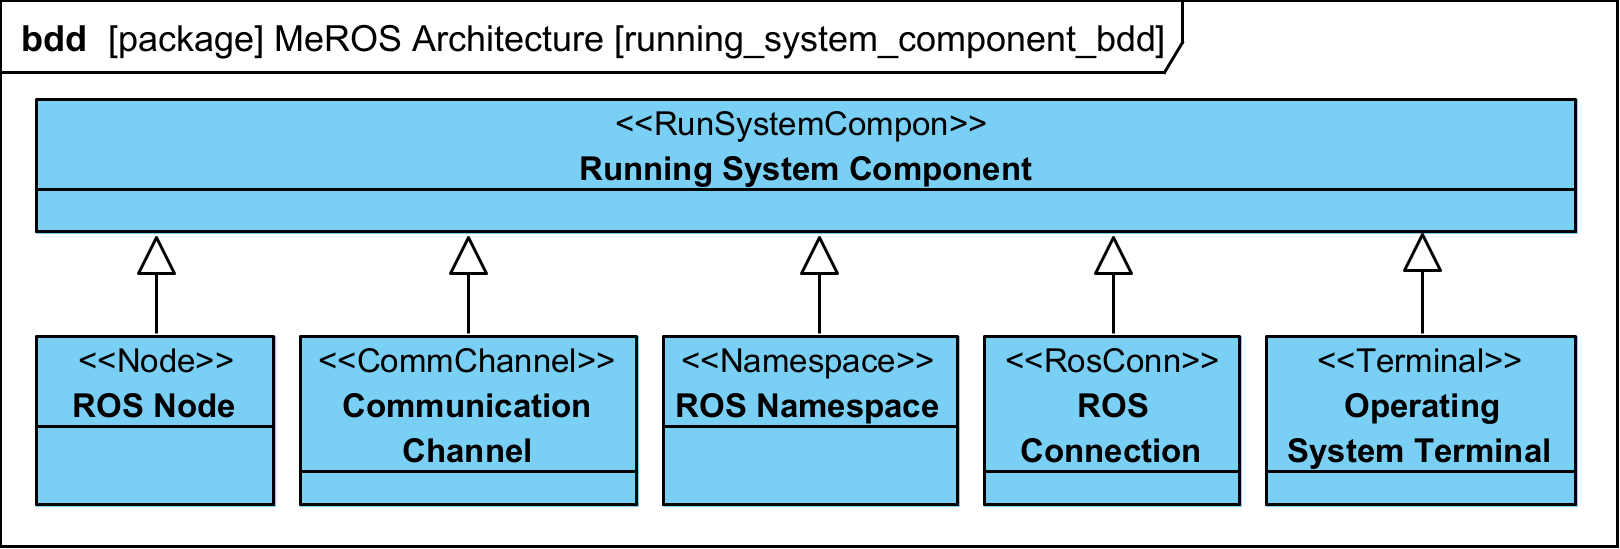 bdd [package] MeROS Architecture [running_system_component_bdd]
<<RunSystemCompon>>
Running System Component
<<Node>>
ROS Node
<<CommChannel>>
Communication
Channel
<<Namespace>>
ROS Namespace
<<RosConn>>
ROS
Connection
<<Terminal>>
Operating
System Terminal